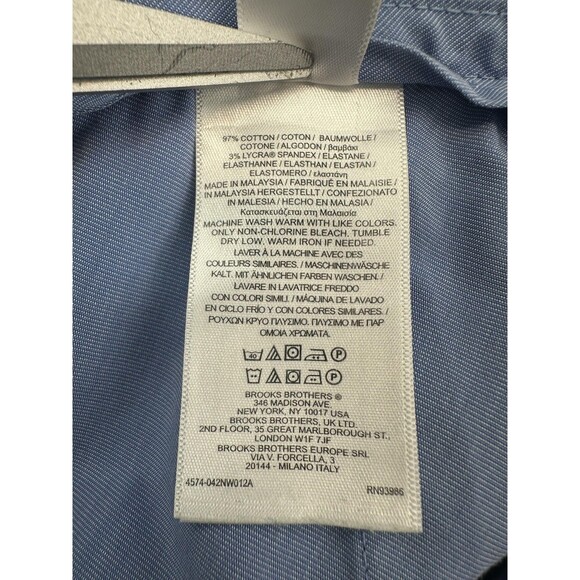 97% COTTON / COTON / BAUMWOLLE /
COTONE / ALGODON / βαμβάκι
3% LYCRA® SPANDEX / ELASTANE /
ELASTHANNE / ELASTHAN / ELASTAN /
ELASTOMERO / ελαστάνη
MADE IN MALAYSIA / FABRIQUÉ EN MALAISIE /
IN MALAYSIA HERGESTELLT / CONFEZIONATO
IN MALESIA / HECHO EN MALASIA /
Κατασκευάζεται στη Μαλαισία
MACHINE WASH WARM WITH LIKE COLORS.
ONLY NON-CHLORINE BLEACH. TUMBLE
DRY LOW. WARM IRON IF NEEDED.
LAVER À LA MACHINE AVEC DES
COULEURS SIMILAIRES. / MASCHINENWÄSCHE
KALT. MIT ÄHNLICHEN FARBEN WASCHEN. /
LAVARE IN LAVATRICE FREDDO
CON COLORI SIMILI. / MÁQUINA DE LAVADO
EN CICLO FRÍO Y CON COLORES SIMILARES. /
ΡΟΥΧΩΝ ΚΡΥΟ ΠΛΥΣΙΜΟ. ΠΛΥΣΙΜΟ ΜΕ ΠΑΡ
ΟΜΟΙΑ ΧΡΩΜΑΤΑ.
40 P
P
BROOKS BROTHERS ®
346 MADISON AVE.
NEW YORK, NY 10017 USA
BROOKS BROTHERS, UK LTD.
2ND FLOOR, 35 GREAT MARLBOROUGH ST.,
LONDON W1F 7JF
BROOKS BROTHERS EUROPE SRL
VIA V. FORCELLA, 3
20144 - MILANO ITALY
4574-042NW012A RN93986